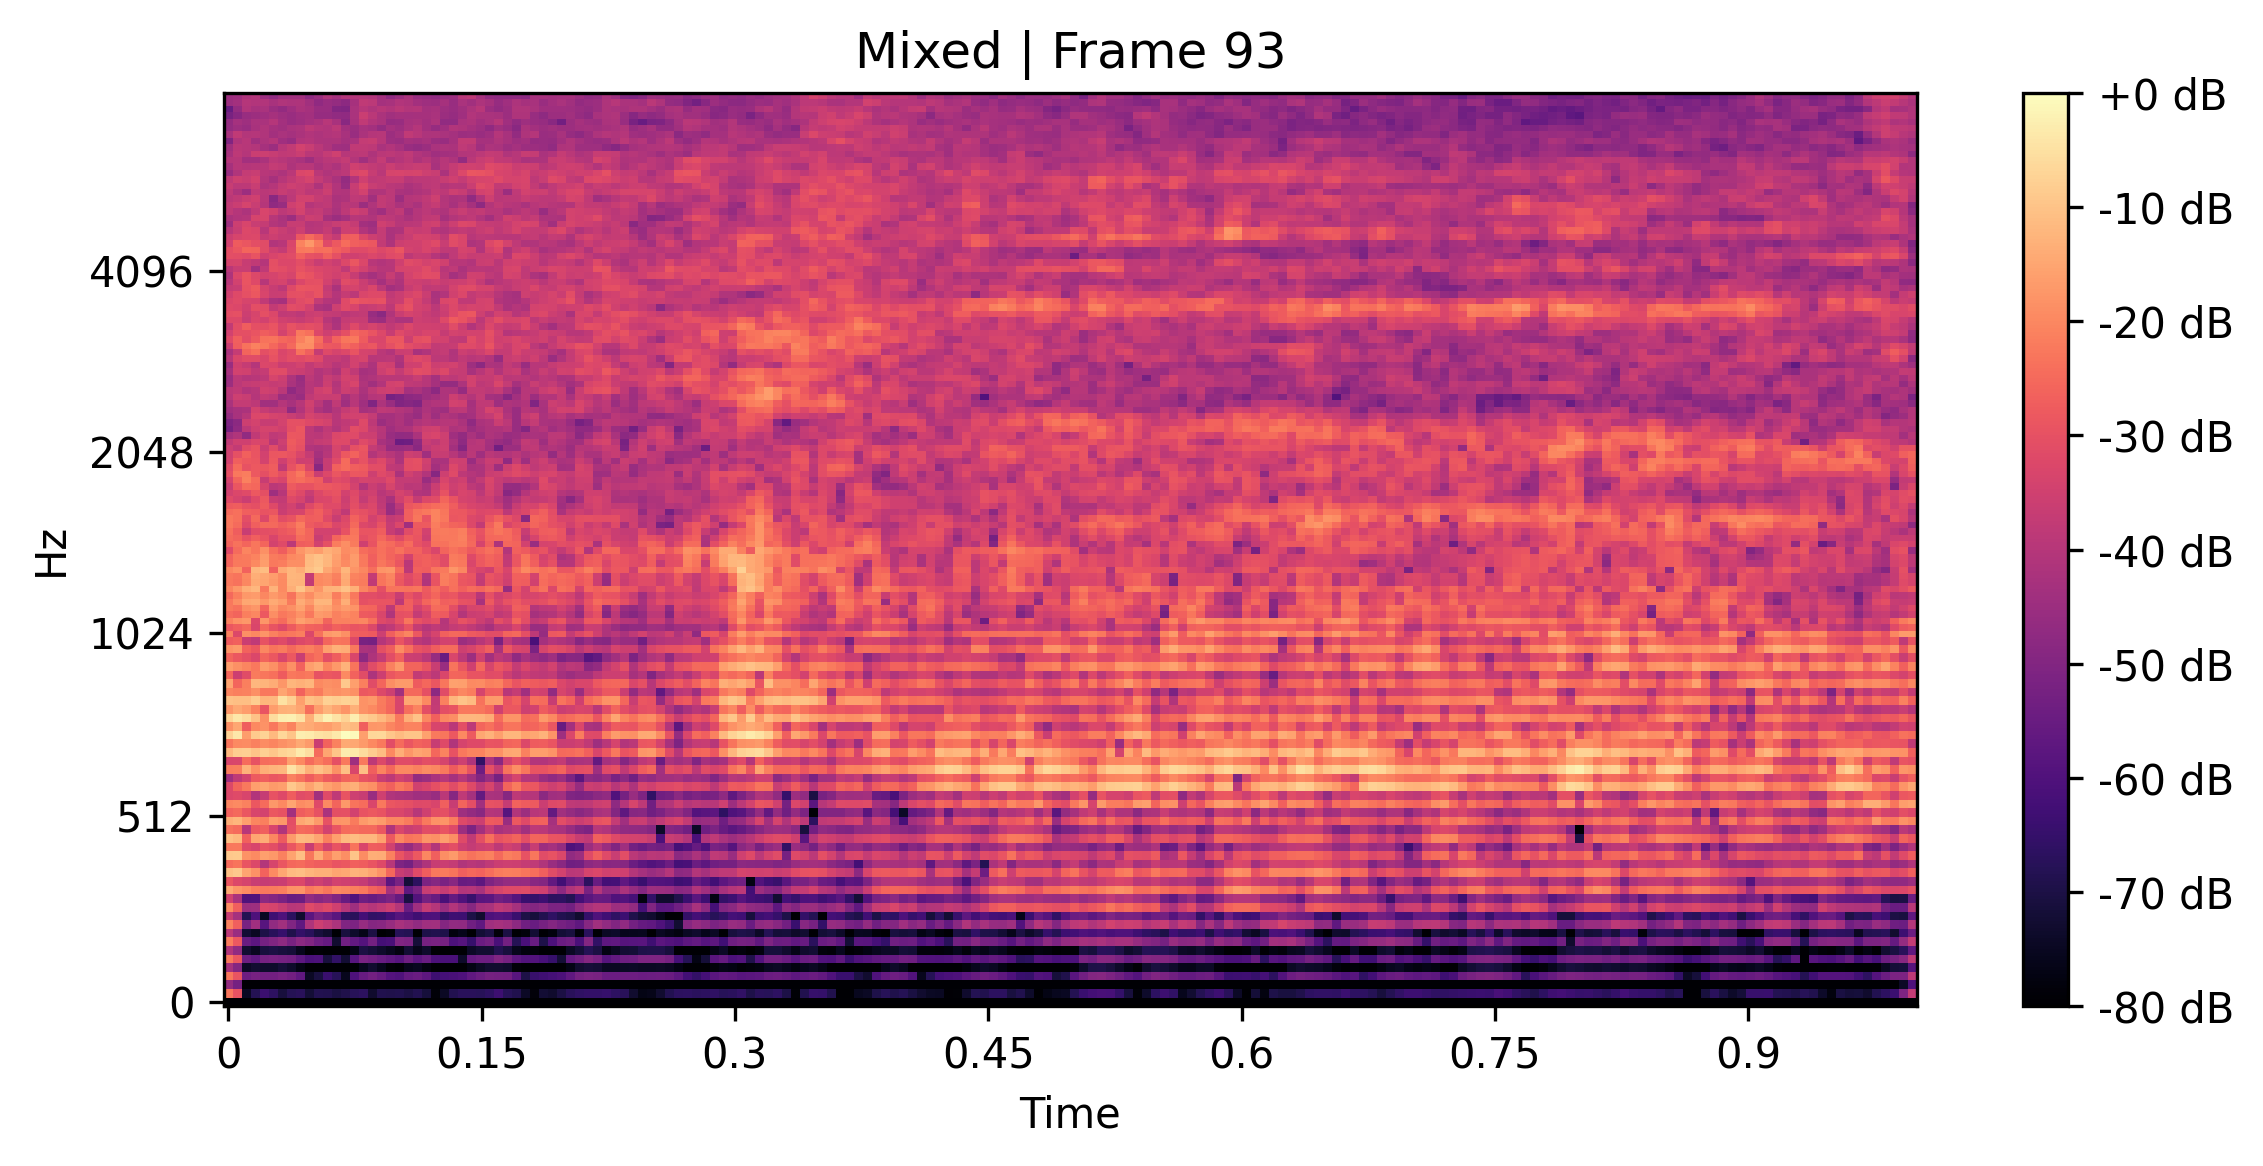 Mixed | Frame 93
Hz
4096
2048
1024
512
0
0 0.15 0.3 0.45 0.6 0.75 0.9
Time
+0 dB
-10 dB
-20 dB
-30 dB
-40 dB
-50 dB
-60 dB
-70 dB
-80 dB